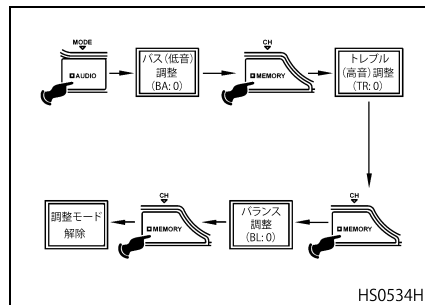 MODE
AUDIO
バス(低音)
調整
(BA: 0)
CH
MEMORY
トレブル
(高音)調整
(TR: 0)
CH
MEMORY
バランス
調整
(BL: 0)
CH
MEMORY
調整モード
解除
HS0534H